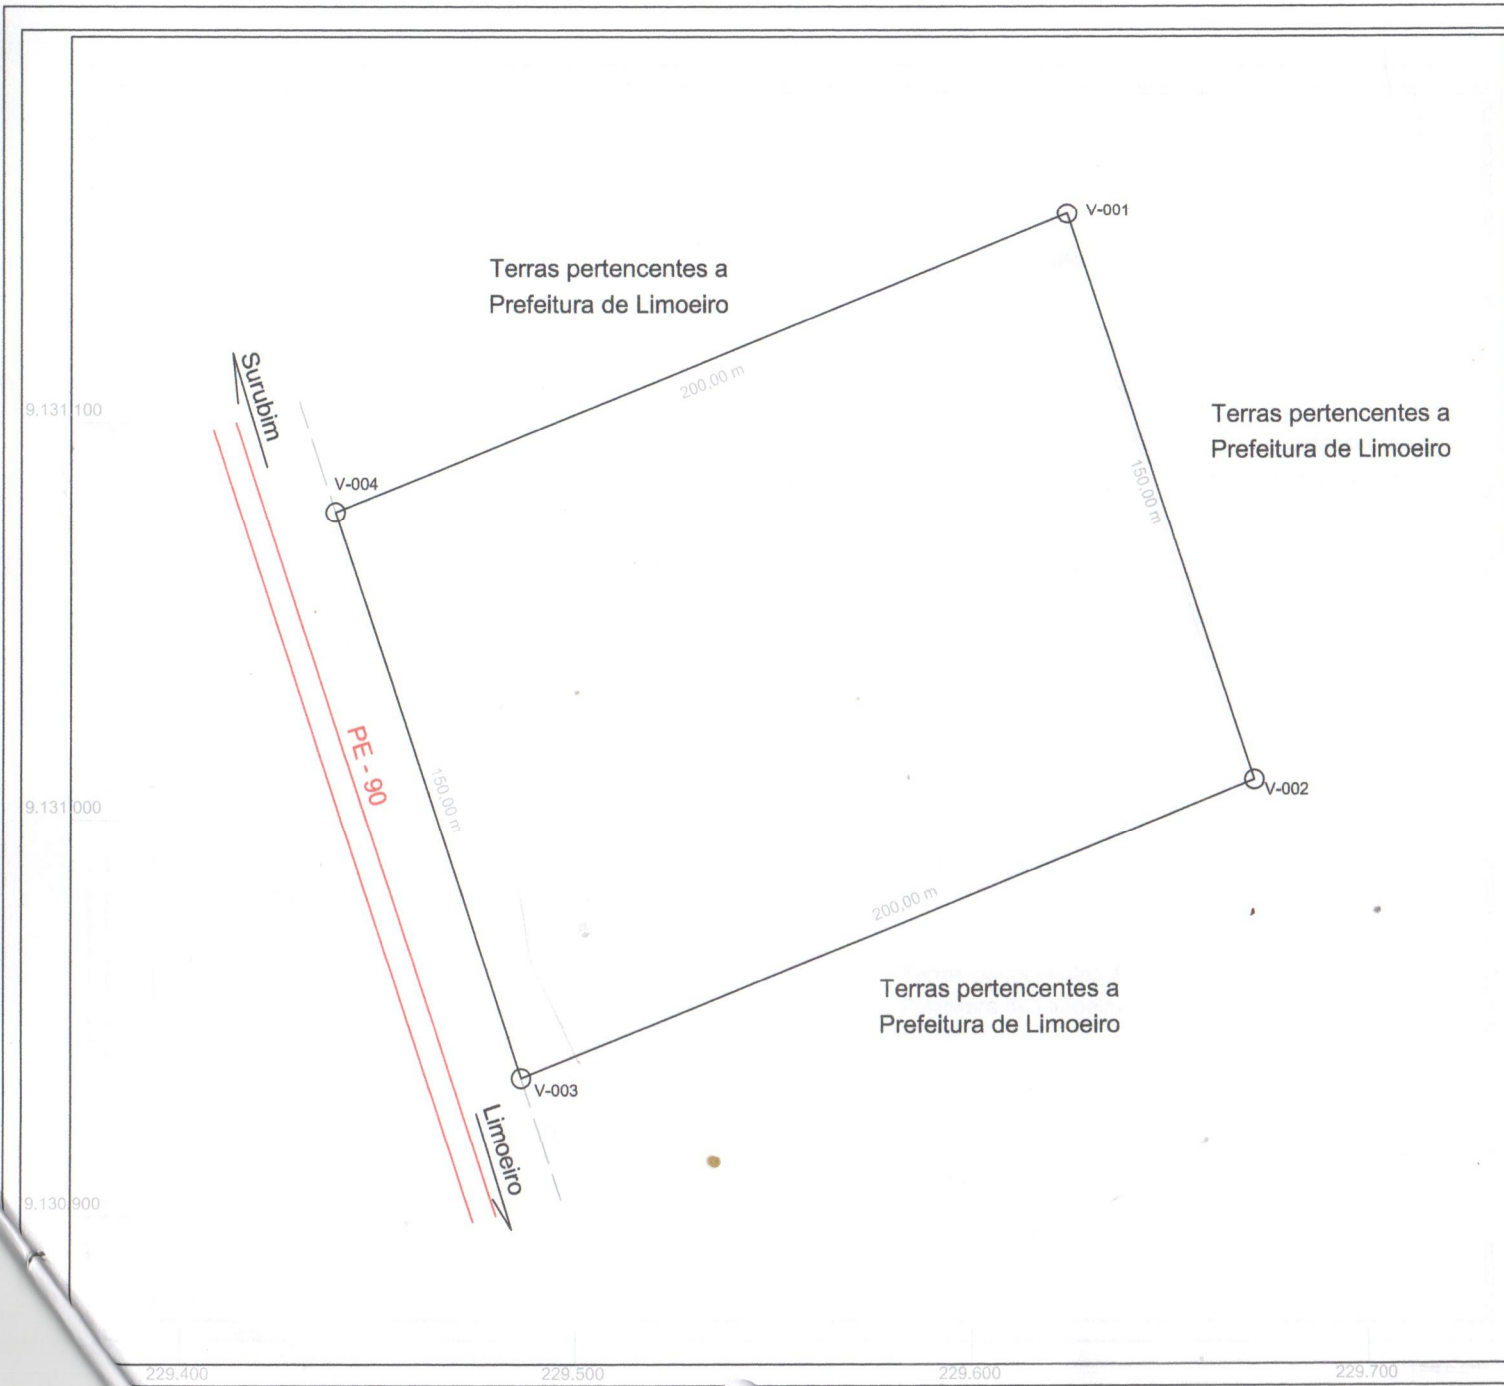 V-001
Terras pertencentes a
Prefeitura de Limoeiro
200,00 m
Surubim
9.131.100
Terras pertencentes a
Prefeitura de Limoeiro
V-004
150,00 m
PE - 90
150,00 m
9.131.000
V-002
200,00 m
Terras pertencentes a
Prefeitura de Limoeiro
V-003
Limoeiro
9.130.900
229.400
229.500
229.600
229.700